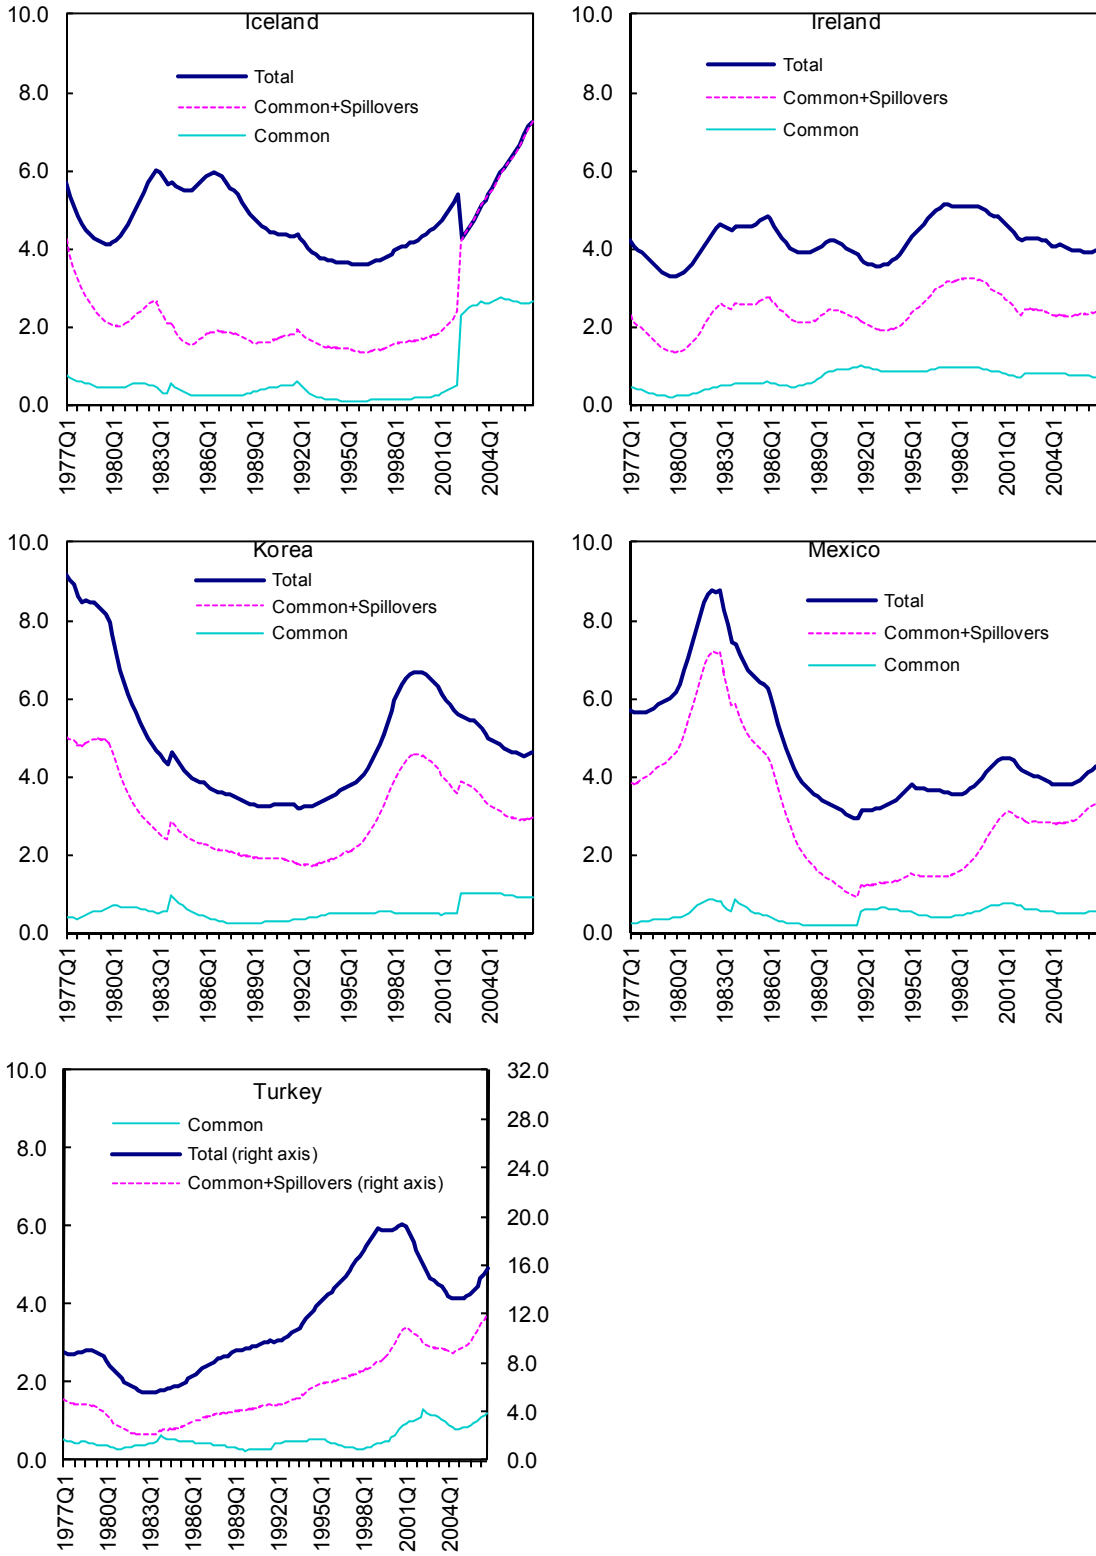 Iceland
10.0
8.0
6.0
4.0
2.0
0.0
Total
Common+Spillovers
Common
1977Q1
1980Q1
1983Q1
1986Q1
1989Q1
1992Q1
1995Q1
1998Q1
2001Q1
2004Q1
Ireland
10.0
8.0
6.0
4.0
2.0
0.0
Total
Common+Spillovers
Common
1977Q1
1980Q1
1983Q1
1986Q1
1989Q1
1992Q1
1995Q1
1998Q1
2001Q1
2004Q1
Korea
10.0
8.0
6.0
4.0
2.0
0.0
Total
Common+Spillovers
Common
1977Q1
1980Q1
1983Q1
1986Q1
1989Q1
1992Q1
1995Q1
1998Q1
2001Q1
2004Q1
Mexico
10.0
8.0
6.0
4.0
2.0
0.0
Total
Common+Spillovers
Common
1977Q1
1980Q1
1983Q1
1986Q1
1989Q1
1992Q1
1995Q1
1998Q1
2001Q1
2004Q1
Turkey
10.0
8.0
6.0
4.0
2.0
0.0
Common
Total (right axis)
Common+Spillovers (right axis)
32.0
28.0
24.0
20.0
16.0
12.0
8.0
4.0
0.0
1977Q1
1980Q1
1983Q1
1986Q1
1989Q1
1992Q1
1995Q1
1998Q1
2001Q1
2004Q1